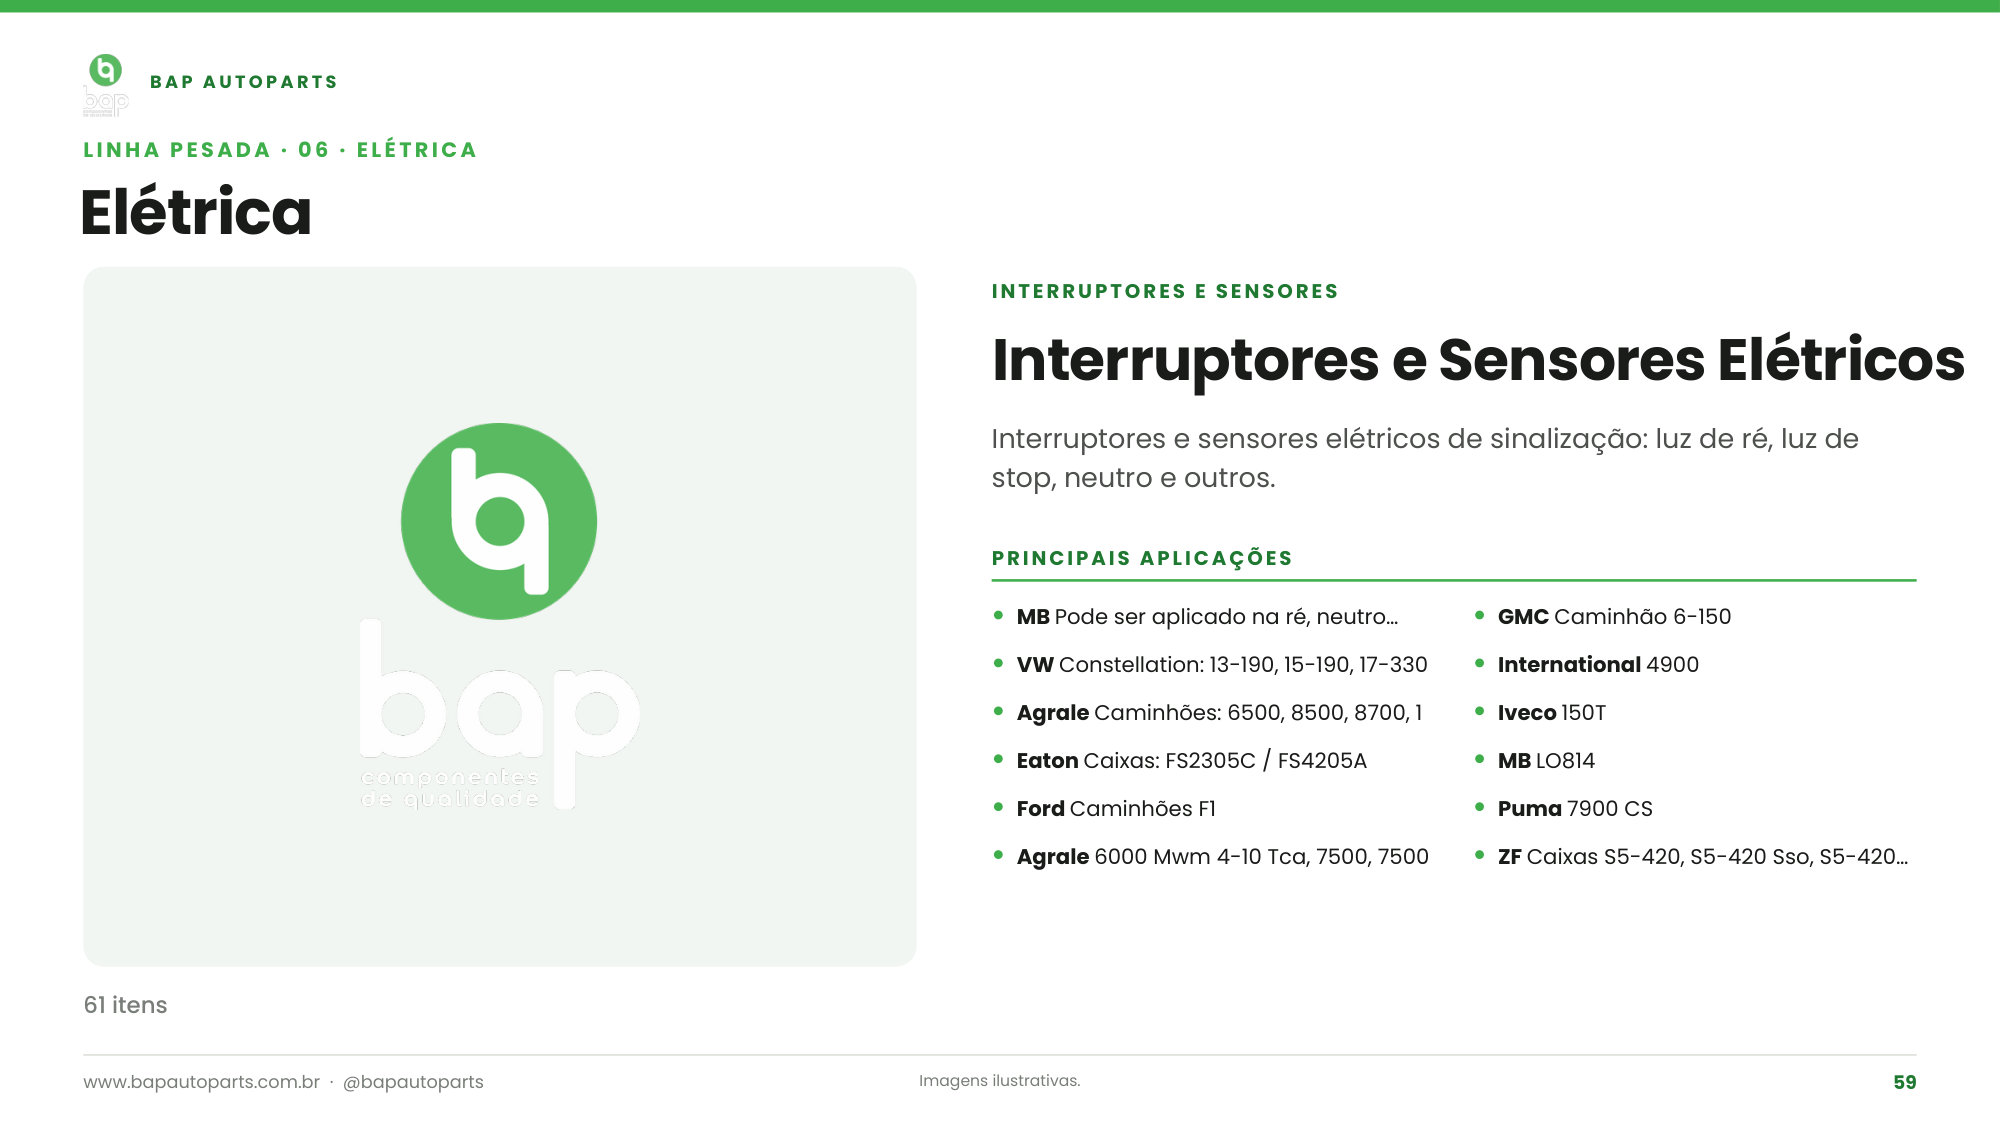 bap
BAP AUTOPARTS
LINHA PESADA · 06 · ELÉTRICA
Elétrica
bap
componentes
de qualidade
61 itens
INTERRUPTORES E SENSORES
Interruptores e Sensores Elétricos
Interruptores e sensores elétricos de sinalização: luz de ré, luz de
stop, neutro e outros.
PRINCIPAIS APLICAÇÕES
• MB Pode ser aplicado na ré, neutro...
• VW Constellation: 13-190, 15-190, 17-330
• Agrale Caminhões: 6500, 8500, 8700, 1
• Eaton Caixas: FS2305C / FS4205A
• Ford Caminhões F1
• Agrale 6000 Mwm 4-10 Tca, 7500, 7500
• GMC Caminhão 6-150
• International 4900
• Iveco 150T
• MB LO814
• Puma 7900 CS
• ZF Caixas S5-420, S5-420 Sso, S5-420...
www.bapautoparts.com.br · @bapautoparts
Imagens ilustrativas.
59